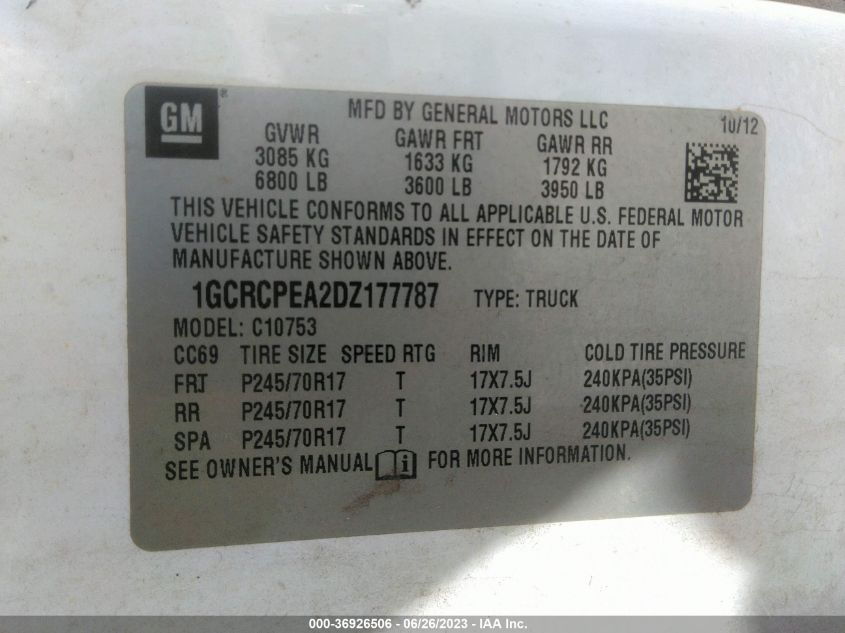 GM®
MFD BY GENERAL MOTORS LLC
10/12
GVWR GAWR FRT GAWR RR
3085 KG 1633 KG 1792 KG
6800 LB 3600 LB 3950 LB
THIS VEHICLE CONFORMS TO ALL APPLICABLE U.S. FEDERAL MOTOR
VEHICLE SAFETY STANDARDS IN EFFECT ON THE DATE OF
MANUFACTURE SHOWN ABOVE.
1GCRCPEA2DZ177787 TYPE: TRUCK
MODEL: C10753
CC69 TIRE SIZE SPEED RTG RIM COLD TIRE PRESSURE
FRT P245/70R17 T 17X7.5J 240KPA(35PSI)
RR P245/70R17 T 17X7.5J 240KPA(35PSI)
SPA P245/70R17 T 17X7.5J 240KPA(35PSI)
SEE OWNER'S MANUAL i FOR MORE INFORMATION.
000-36926506 - 06/26/2023 - IAA Inc.